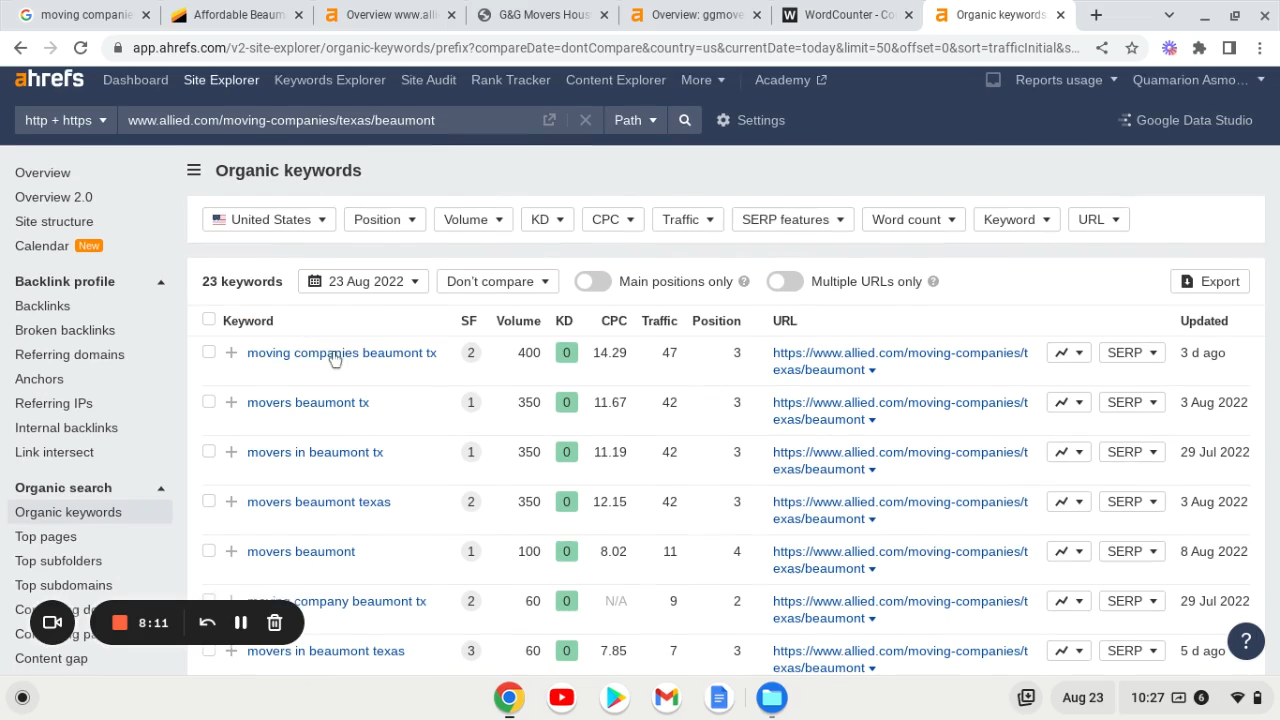 moving companie
Affordable Beaum
Overview www.alli
G&G Movers Hous
Overview: ggmove
WordCounter - Co
Organic keywords
app.ahrefs.com/v2-site-explorer/organic-keywords/prefix?compareDate=dontCompare&country=us&currentDate=today&limit=50&offset=0&sort=trafficInitial&s...
ahrefs Dashboard Site Explorer Keywords Explorer Site Audit Rank Tracker Content Explorer More Academy Reports usage Quamarion Asmo...
http + https www.allied.com/moving-companies/texas/beaumont Path Settings Google Data Studio
Overview
Overview 2.0
Site structure
Calendar New
Backlink profile
Backlinks
Broken backlinks
Referring domains
Anchors
Referring IPs
Internal backlinks
Link intersect
Organic search
Organic keywords
Top pages
Top subfolders
Top subdomains
Content gap
Organic keywords
United States Position Volume KD CPC Traffic SERP features Word count Keyword URL
23 keywords 23 Aug 2022 Don't compare Main positions only ? Multiple URLs only ? Export
Keyword SF Volume KD CPC Traffic Position URL Updated
moving companies beaumont tx 2 400 0 14.29 47 3 https://www.allied.com/moving-companies/t SERP 3 d ago
exas/beaumont
movers beaumont tx 1 350 0 11.67 42 3 https://www.allied.com/moving-companies/t SERP 3 Aug 2022
exas/beaumont
movers in beaumont tx 1 350 0 11.19 42 3 https://www.allied.com/moving-companies/t SERP 29 Jul 2022
exas/beaumont
movers beaumont texas 2 350 0 12.15 42 3 https://www.allied.com/moving-companies/t SERP 3 Aug 2022
exas/beaumont
movers beaumont 1 100 0 8.02 11 4 https://www.allied.com/moving-companies/t SERP 8 Aug 2022
exas/beaumont
moving company beaumont tx 2 60 0 N/A 9 2 https://www.allied.com/moving-companies/t SERP 29 Jul 2022
exas/beaumont
movers in beaumont texas 3 60 0 7.85 7 3 https://www.allied.com/moving-companies/t SERP 5 d ago
exas/beaumont
8:11
?
Aug 23 10:27 6